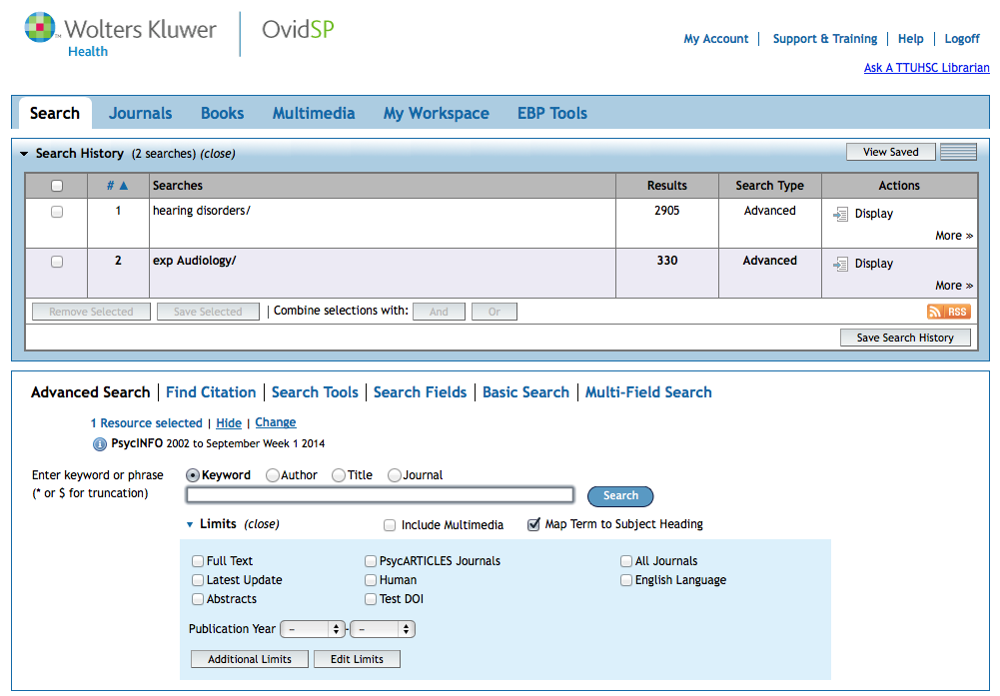 Wolters Kluwer OvidSP
Health
My Account | Support & Training | Help | Logoff
Ask A TTUHSC Librarian
Search Journals Books Multimedia My Workspace EBP Tools
Search History (2 searches) (close) View Saved
# ▲ Searches Results Search Type Actions
1 hearing disorders/ 2905 Advanced Display
More »
2 exp Audiology/ 330 Advanced Display
More »
Remove Selected Save Selected | Combine selections with: And Or RSS
Save Search History
Advanced Search | Find Citation | Search Tools | Search Fields | Basic Search | Multi-Field Search
1 Resource selected | Hide | Change
i PsycINFO 2002 to September Week 1 2014
Enter keyword or phrase Keyword Author Title Journal
(* or $ for truncation) Search
Limits (close) Include Multimedia Map Term to Subject Heading
Full Text PsycARTICLES Journals All Journals
Latest Update Human English Language
Abstracts Test DOI
Publication Year – - –
Additional Limits Edit Limits